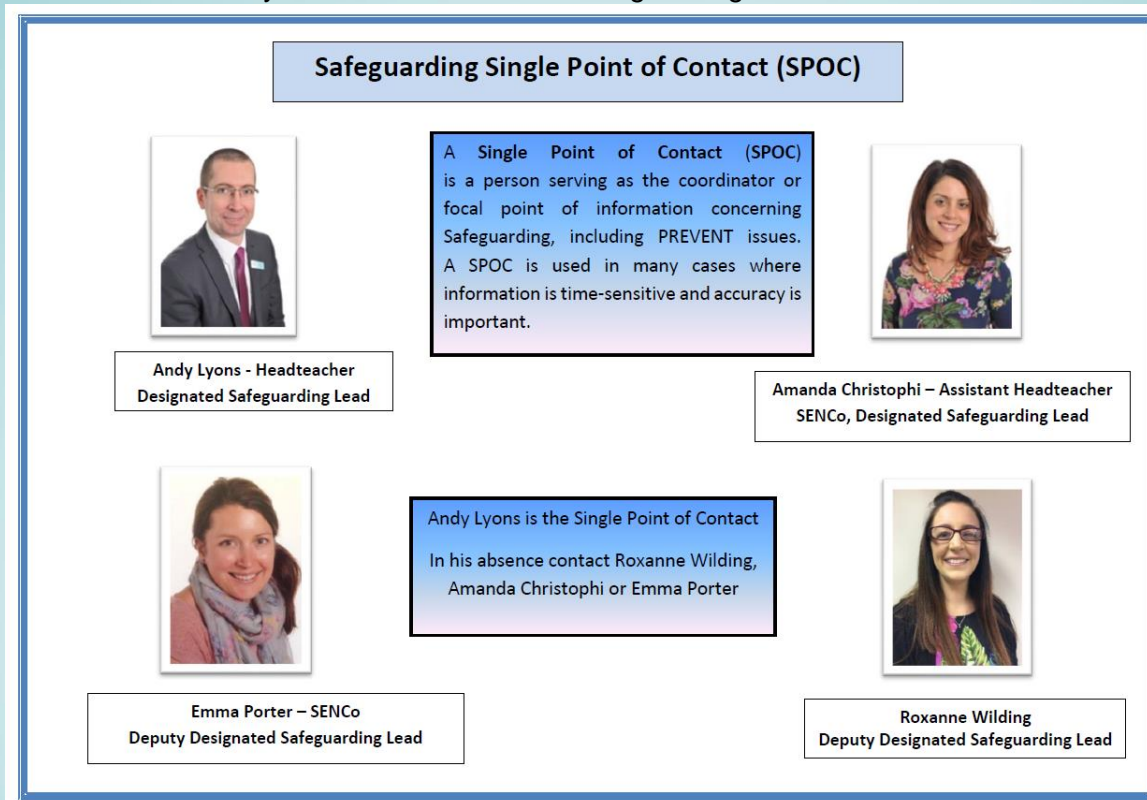 Safeguarding Single Point of Contact (SPOC)
A Single Point of Contact (SPOC)
is a person serving as the coordinator or
focal point of information concerning
Safeguarding, including PREVENT issues.
A SPOC is used in many cases where
information is time-sensitive and accuracy is
important.
Andy Lyons - Headteacher
Designated Safeguarding Lead
Amanda Christophi – Assistant Headteacher
SENCo, Designated Safeguarding Lead
Andy Lyons is the Single Point of Contact
In his absence contact Roxanne Wilding,
Amanda Christophi or Emma Porter
Emma Porter – SENCo
Deputy Designated Safeguarding Lead
Roxanne Wilding
Deputy Designated Safeguarding Lead